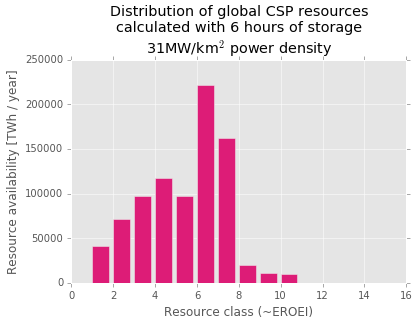 Distribution of global CSP resources
calculated with 6 hours of storage
31MW/km² power density
Resource availability [TWh / year]
250000
200000
150000
100000
50000
0
0 2 4 6 8 10 12 14 16
Resource class (~EROEI)